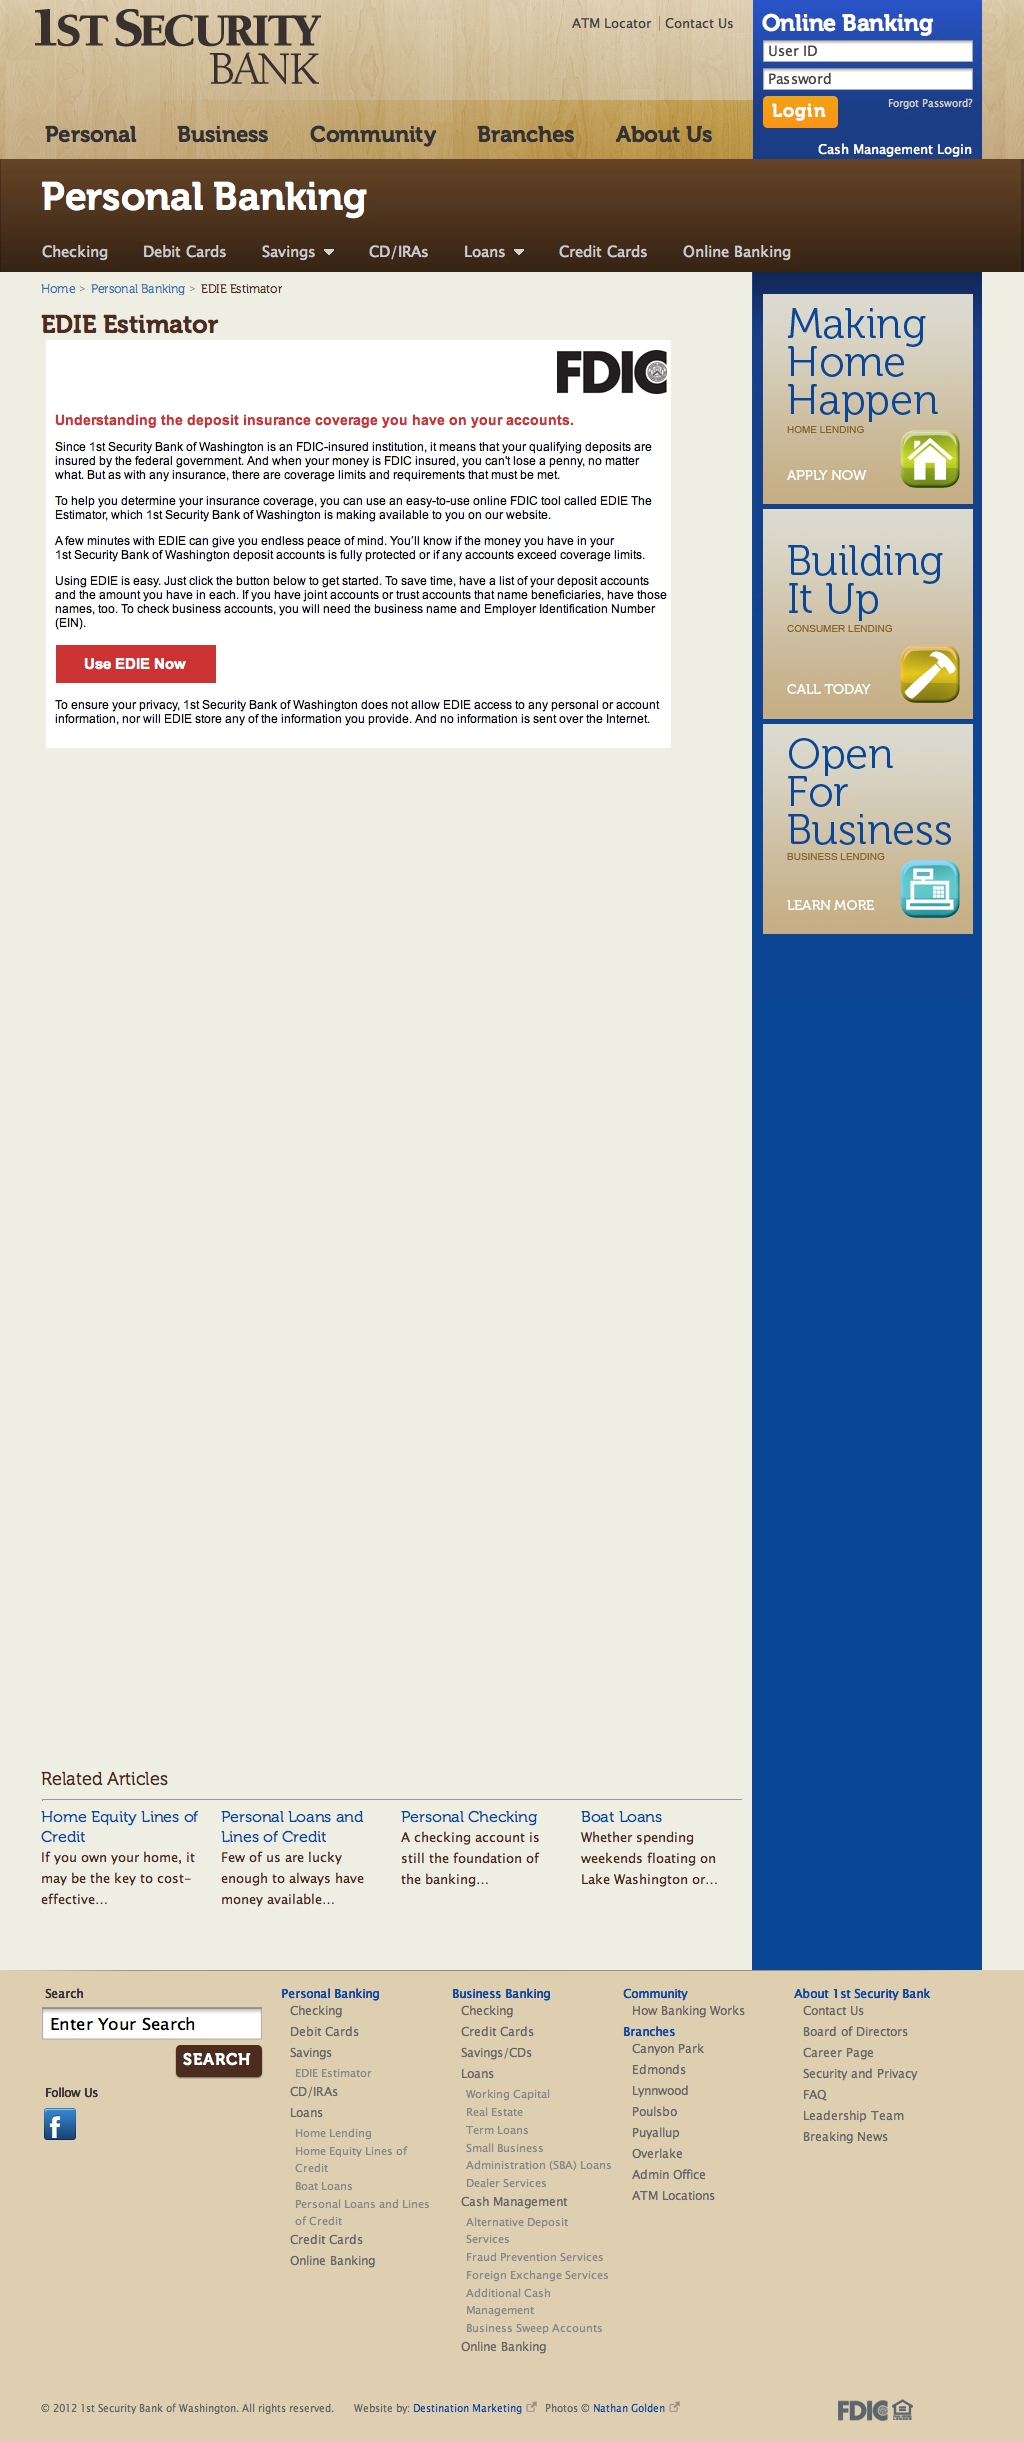 1ST SECURITY
BANK
ATM Locator | Contact Us
Online Banking
User ID
Password
Login
Forgot Password?
Cash Management Login
Personal Business Community Branches About Us
Personal Banking
Checking Debit Cards Savings CD/IRAs Loans Credit Cards Online Banking
Home > Personal Banking > EDIE Estimator
EDIE Estimator
FDIC
Understanding the deposit insurance coverage you have on your accounts.
Since 1st Security Bank of Washington is an FDIC-insured institution, it means that your qualifying deposits are
insured by the federal government. And when your money is FDIC insured, you can't lose a penny, no matter
what. But as with any insurance, there are coverage limits and requirements that must be met.
To help you determine your insurance coverage, you can use an easy-to-use online FDIC tool called EDIE The
Estimator, which 1st Security Bank of Washington is making available to you on our website.
A few minutes with EDIE can give you endless peace of mind. You'll know if the money you have in your
1st Security Bank of Washington deposit accounts is fully protected or if any accounts exceed coverage limits.
Using EDIE is easy. Just click the button below to get started. To save time, have a list of your deposit accounts
and the amount you have in each. If you have joint accounts or trust accounts that name beneficiaries, have those
names, too. To check business accounts, you will need the business name and Employer Identification Number
(EIN).
Use EDIE Now
To ensure your privacy, 1st Security Bank of Washington does not allow EDIE access to any personal or account
information, nor will EDIE store any of the information you provide. And no information is sent over the Internet.
Making
Home
Happen
HOME LENDING
APPLY NOW
Building
It Up
CONSUMER LENDING
CALL TODAY
Open
For
Business
BUSINESS LENDING
LEARN MORE
Related Articles
Home Equity Lines of
Credit
If you own your home, it
may be the key to cost-
effective...
Personal Loans and
Lines of Credit
Few of us are lucky
enough to always have
money available...
Personal Checking
A checking account is
still the foundation of
the banking...
Boat Loans
Whether spending
weekends floating on
Lake Washington or...
Search
Enter Your Search
SEARCH
Follow Us
f
Personal Banking
Checking
Debit Cards
Savings
EDIE Estimator
CD/IRAs
Loans
Home Lending
Home Equity Lines of
Credit
Boat Loans
Personal Loans and Lines
of Credit
Credit Cards
Online Banking
Business Banking
Checking
Credit Cards
Savings/CDs
Loans
Working Capital
Real Estate
Term Loans
Small Business
Administration (SBA) Loans
Dealer Services
Cash Management
Alternative Deposit
Services
Fraud Prevention Services
Foreign Exchange Services
Additional Cash
Management
Business Sweep Accounts
Online Banking
Community
How Banking Works
Branches
Canyon Park
Edmonds
Lynnwood
Poulsbo
Puyallup
Overlake
Admin Office
ATM Locations
About 1st Security Bank
Contact Us
Board of Directors
Career Page
Security and Privacy
FAQ
Leadership Team
Breaking News
© 2012 1st Security Bank of Washington. All rights reserved. Website by: Destination Marketing Photos © Nathan Golden
FDIC